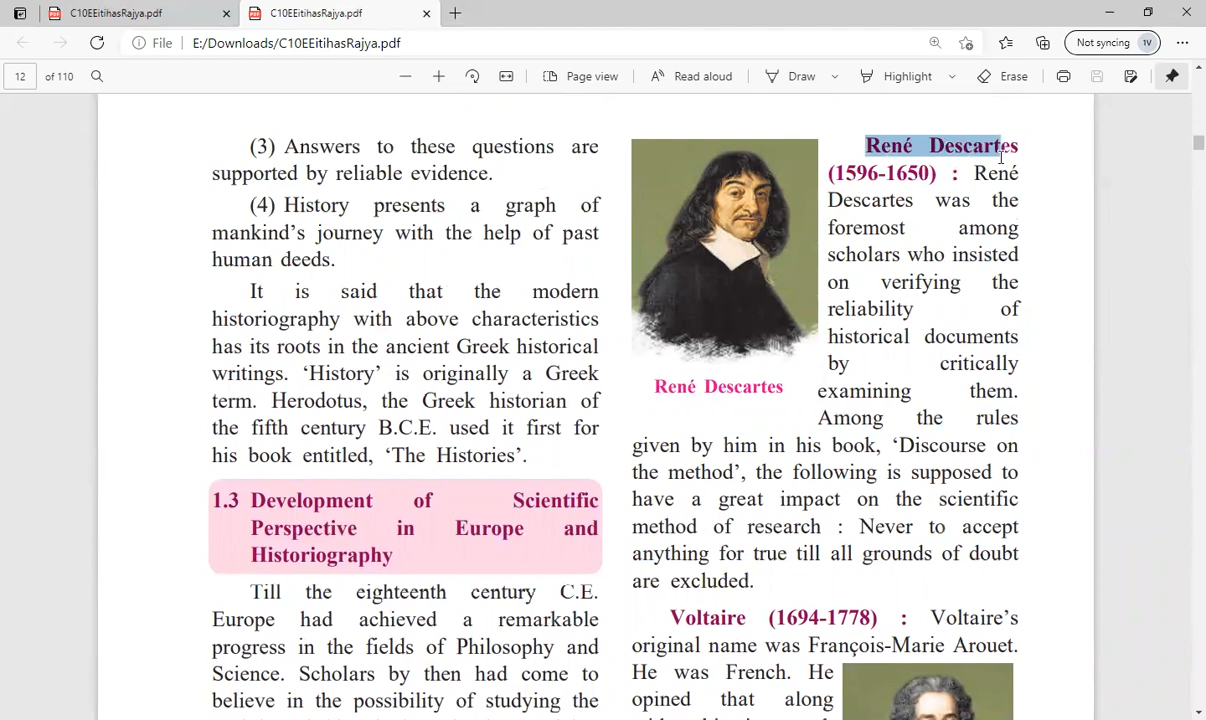 C10EEitihasRajya.pdf
C10EEitihasRajya.pdf
File
E:/Downloads/C10EEitihasRajya.pdf
Not syncing
1V
12 of 110
Page view
Read aloud
Draw
Highlight
Erase
(3) Answers to these questions are
supported by reliable evidence.
(4) History presents a graph of
mankind's journey with the help of past
human deeds.
It is said that the modern
historiography with above characteristics
has its roots in the ancient Greek historical
writings. 'History' is originally a Greek
term. Herodotus, the Greek historian of
the fifth century B.C.E. used it first for
his book entitled, 'The Histories'.
1.3 Development of Scientific
Perspective in Europe and
Historiography
Till the eighteenth century C.E.
Europe had achieved a remarkable
progress in the fields of Philosophy and
Science. Scholars by then had come to
believe in the possibility of studying the
René Descartes
René Descartes
(1596-1650) : René
Descartes was the
foremost among
scholars who insisted
on verifying the
reliability of
historical documents
by critically
examining them.
Among the rules
given by him in his book, 'Discourse on
the method', the following is supposed to
have a great impact on the scientific
method of research : Never to accept
anything for true till all grounds of doubt
are excluded.
Voltaire (1694-1778) : Voltaire's
original name was François-Marie Arouet.
He was French. He
opined that along